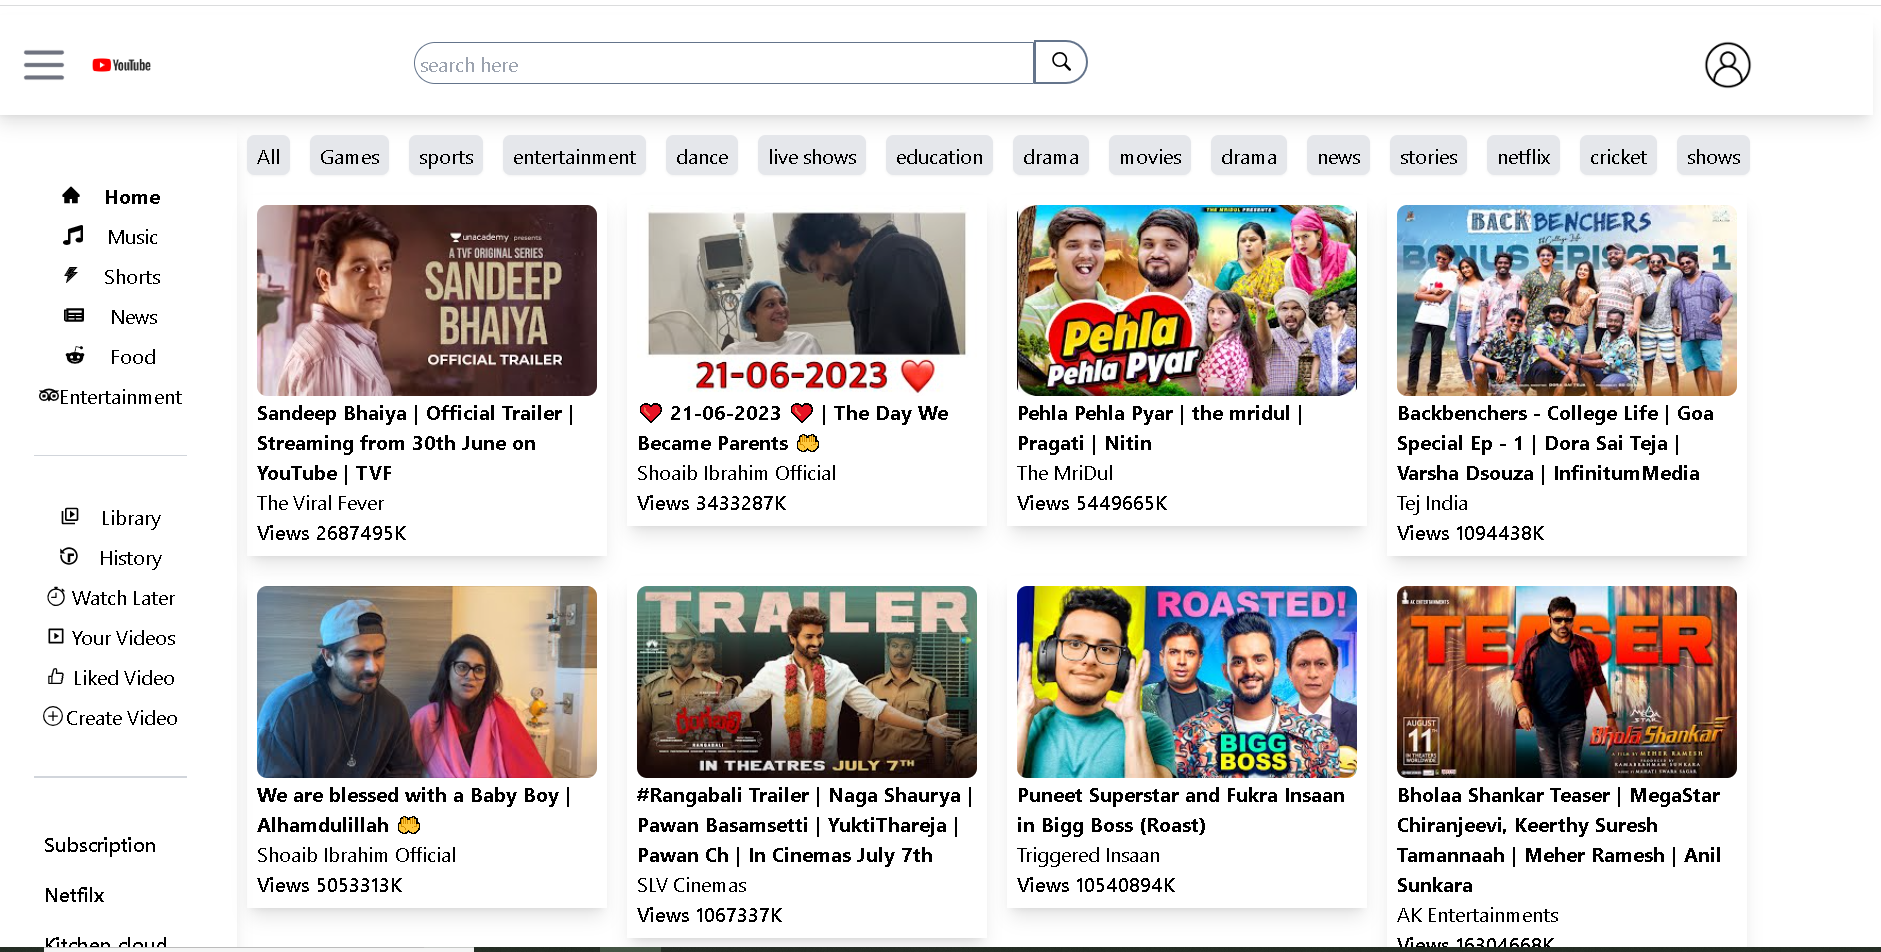 YouTube
search here
All Games sports entertainment dance live shows education drama movies drama news stories netflix cricket shows
Home
Music
Shorts
News
Food
Entertainment
Library
History
Watch Later
Your Videos
Liked Video
Create Video
Subscription
Netfilx
Kitchen cloud
unacademy presents
A TVF ORIGINAL SERIES
SANDEEP
BHAIYA
OFFICIAL TRAILER
Sandeep Bhaiya | Official Trailer |
Streaming from 30th June on
YouTube | TVF
The Viral Fever
Views 2687495K
21-06-2023 ❤️
❤️ 21-06-2023 ❤️ | The Day We
Became Parents 🤲
Shoaib Ibrahim Official
Views 3433287K
THE MRIDUL PRESENTS
Pehla
Pehla Pyar
Pehla Pehla Pyar | the mridul |
Pragati | Nitin
The MriDul
Views 5449665K
BACKBENCHERS
BONUS EPISODE 1
Backbenchers - College Life | Goa
Special Ep - 1 | Dora Sai Teja |
Varsha Dsouza | InfinitumMedia
Tej India
Views 1094438K
We are blessed with a Baby Boy |
Alhamdulillah 🤲
Shoaib Ibrahim Official
Views 5053313K
TRAILER
RANGABALI
IN THEATRES JULY 7TH
#Rangabali Trailer | Naga Shaurya |
Pawan Basamsetti | YuktiThareja |
Pawan Ch | In Cinemas July 7th
SLV Cinemas
Views 1067337K
ROASTED!
BIGG
BOSS
Puneet Superstar and Fukra Insaan
in Bigg Boss (Roast)
Triggered Insaan
Views 10540894K
AK ENTERTAINMENTS
TEASER
MEGA
STAR
Bhola Shankar
A FILM BY MEHER RAMESH
AUGUST
11TH
IN THEATERS
WORLDWIDE
Bholaa Shankar Teaser | MegaStar
Chiranjeevi, Keerthy Suresh
Tamannaah | Meher Ramesh | Anil
Sunkara
AK Entertainments
Views 16304668K